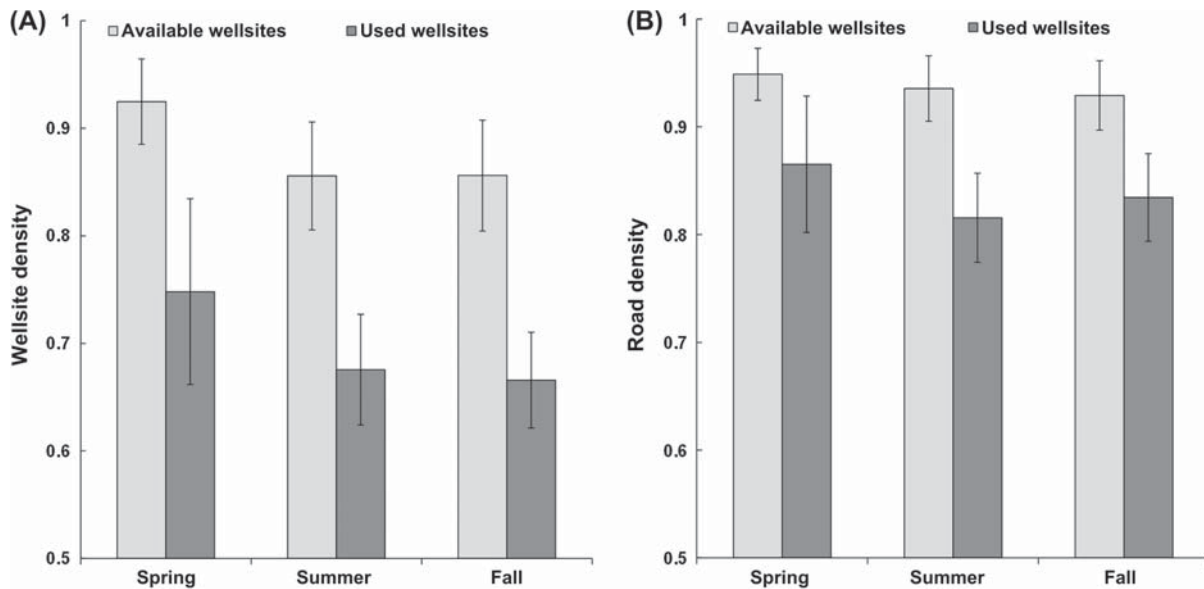 (A)
Available wellsites Used wellsites
Wellsite density
1
0.9
0.8
0.7
0.6
0.5
Spring Summer Fall
(B)
Available wellsites Used wellsites
Road density
1
0.9
0.8
0.7
0.6
0.5
Spring Summer Fall